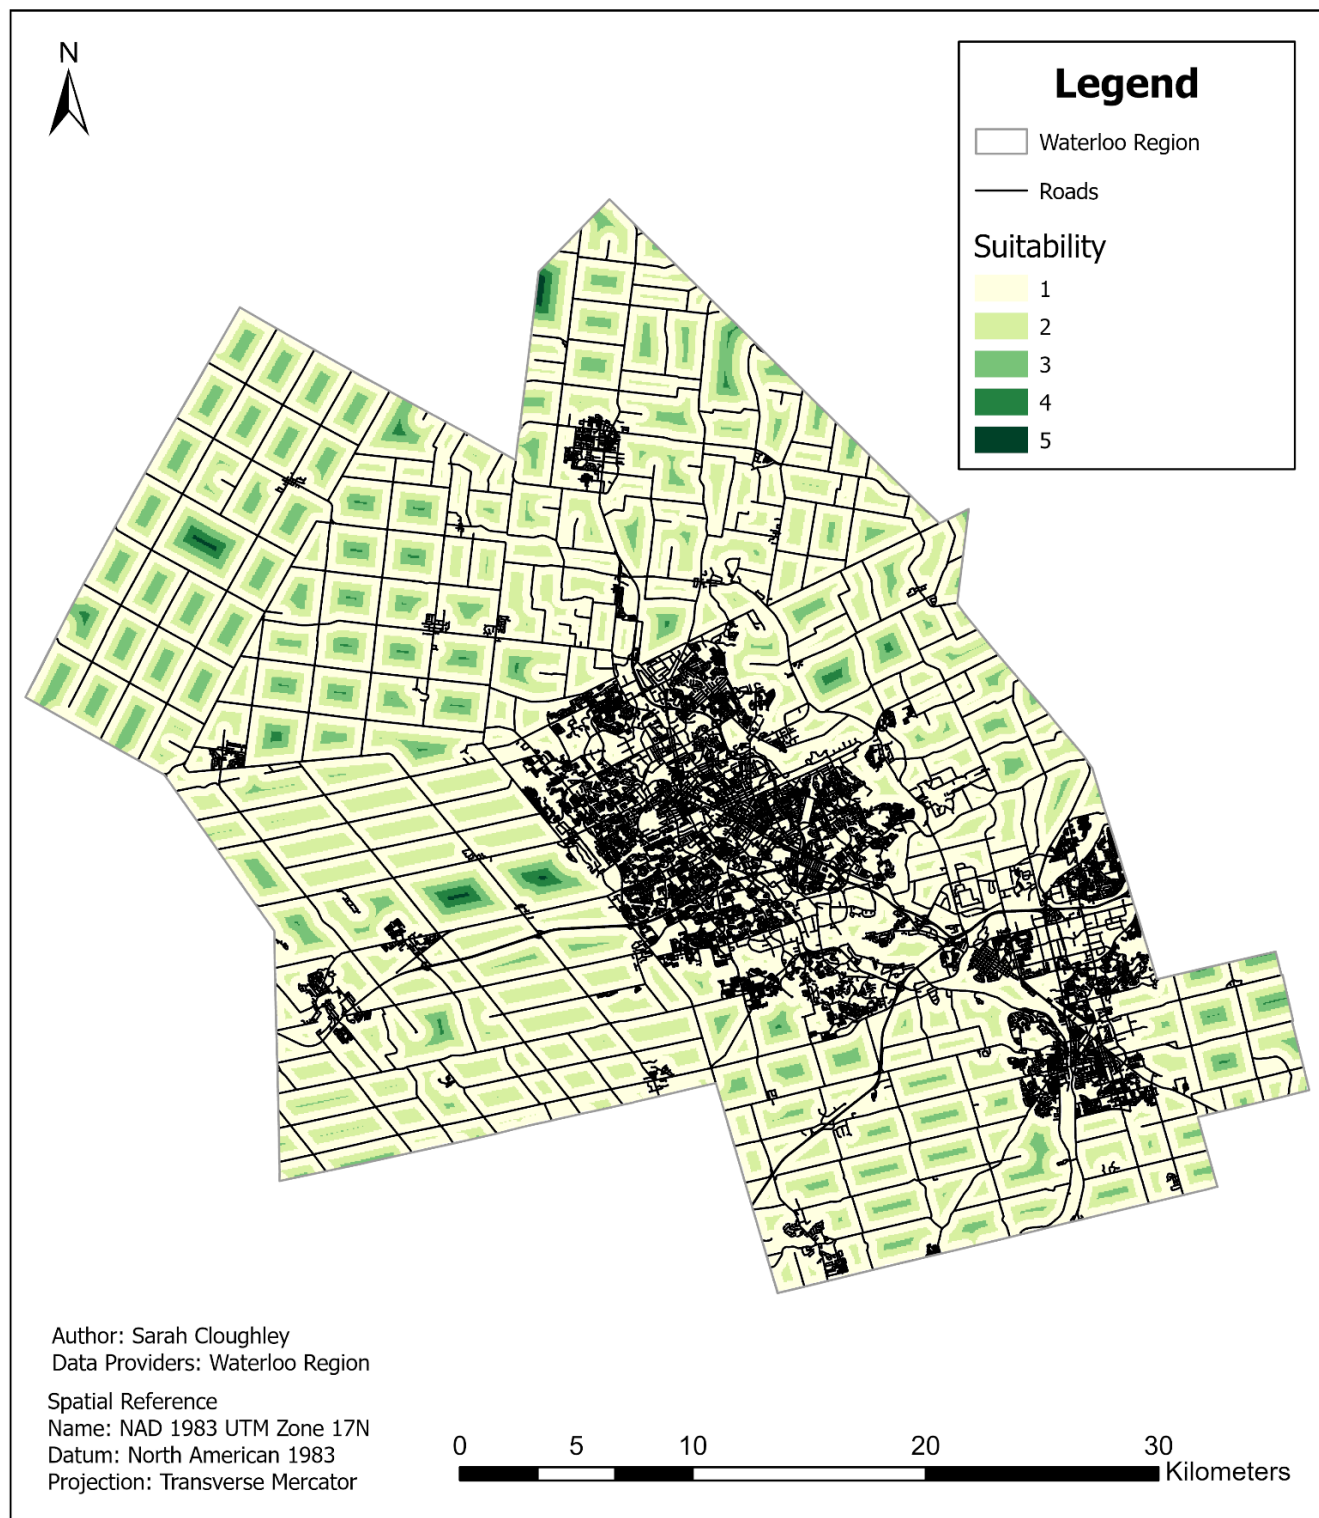 N
Legend
Waterloo Region
Roads
Suitability
1
2
3
4
5
Author: Sarah Cloughley
Data Providers: Waterloo Region
Spatial Reference
Name: NAD 1983 UTM Zone 17N
Datum: North American 1983
Projection: Transverse Mercator
0 5 10 20 30
Kilometers